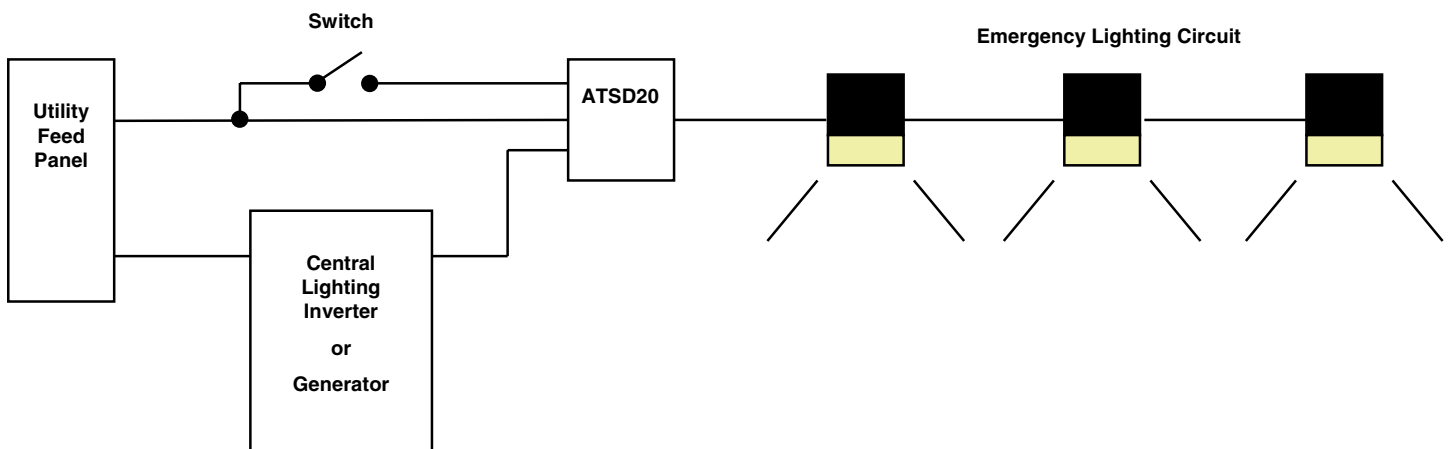 Switch
Emergency Lighting Circuit
Utility
Feed
Panel
ATSD20
Central
Lighting
Inverter
or
Generator